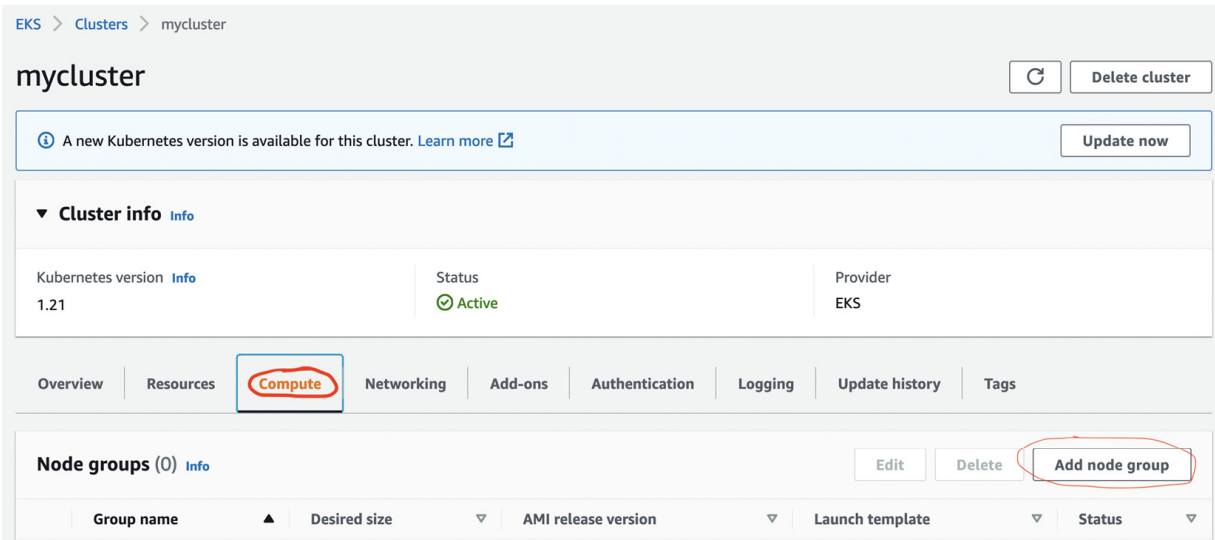 EKS > Clusters > mycluster
mycluster
Delete cluster
A new Kubernetes version is available for this cluster. Learn more
Update now
Cluster info Info
Kubernetes version Info
1.21
Status
Active
Provider
EKS
Overview Resources Compute Networking Add-ons Authentication Logging Update history Tags
Node groups (0) Info
Edit Delete Add node group
Group name Desired size AMI release version Launch template Status